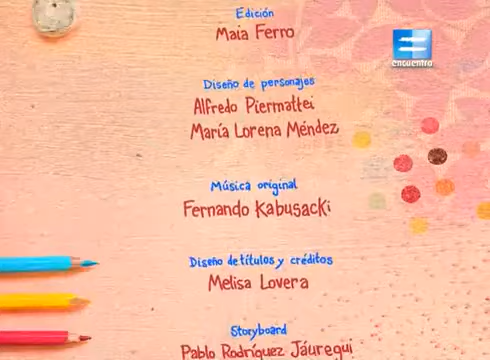 Edición
Maia Ferro
encuentro
Diseño de personajes
Alfredo Piermattei
María Lorena Méndez
Música original
Fernando Kabusacki
Diseño de títulos y créditos
Melisa Lovera
Storyboard
Pablo Rodríguez Jáuregui